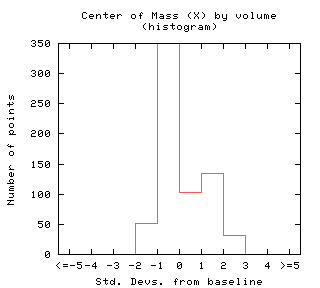 Center of Mass (X) by volume
(histogram)
350
300
250
200
150
100
50
0
Number of points
<=-5 -4 -3 -2 -1 0 1 2 3 4 >=5
Std. Devs. from baseline